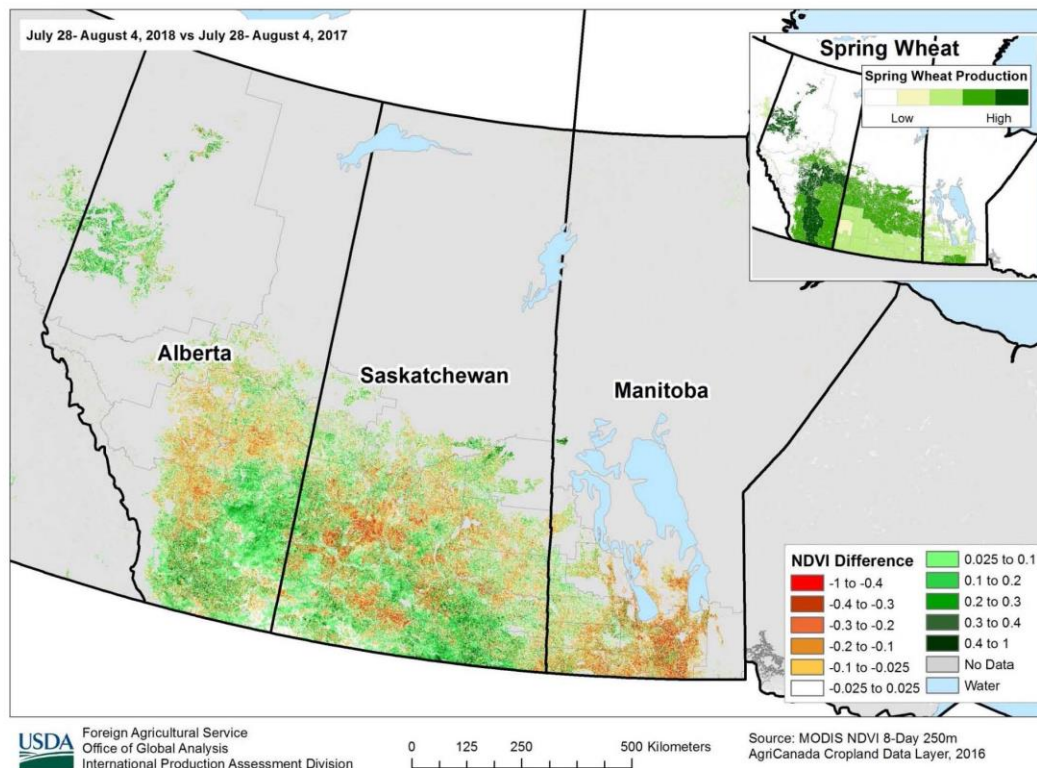 July 28- August 4, 2018 vs July 28- August 4, 2017
Spring Wheat
Spring Wheat Production
Low High
Alberta
Saskatchewan
Manitoba
NDVI Difference
-1 to -0.4
-0.4 to -0.3
-0.3 to -0.2
-0.2 to -0.1
-0.1 to -0.025
-0.025 to 0.025
0.025 to 0.1
0.1 to 0.2
0.2 to 0.3
0.3 to 0.4
0.4 to 1
No Data
Water
USDA
Foreign Agricultural Service
Office of Global Analysis
International Production Assessment Division
0 125 250 500 Kilometers
Source: MODIS NDVI 8-Day 250m
AgriCanada Cropland Data Layer, 2016